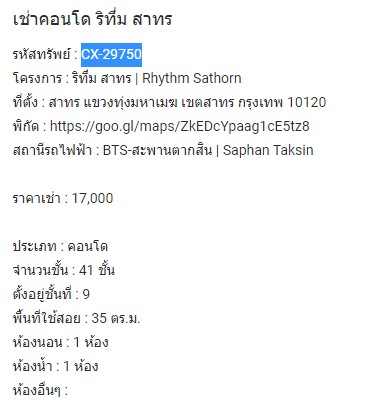 เช่าคอนโด ริทึ่ม สาทร
รหัสทรัพย์ : CX-29750
โครงการ : ริทึ่ม สาทร | Rhythm Sathorn
ที่ตั้ง : สาทร แขวงทุ่งมหาเมฆ เขตสาทร กรุงเทพ 10120
พิกัด : https://goo.gl/maps/ZkEDcYpaag1cE5tz8
สถานีรถไฟฟ้า : BTS-สะพานตากสิน | Saphan Taksin
ราคาเช่า : 17,000
ประเภท : คอนโด
จำนวนชั้น : 41 ชั้น
ตั้งอยู่ชั้นที่ : 9
พื้นที่ใช้สอย : 35 ตร.ม.
ห้องนอน : 1 ห้อง
ห้องน้ำ : 1 ห้อง
ห้องอื่นๆ :